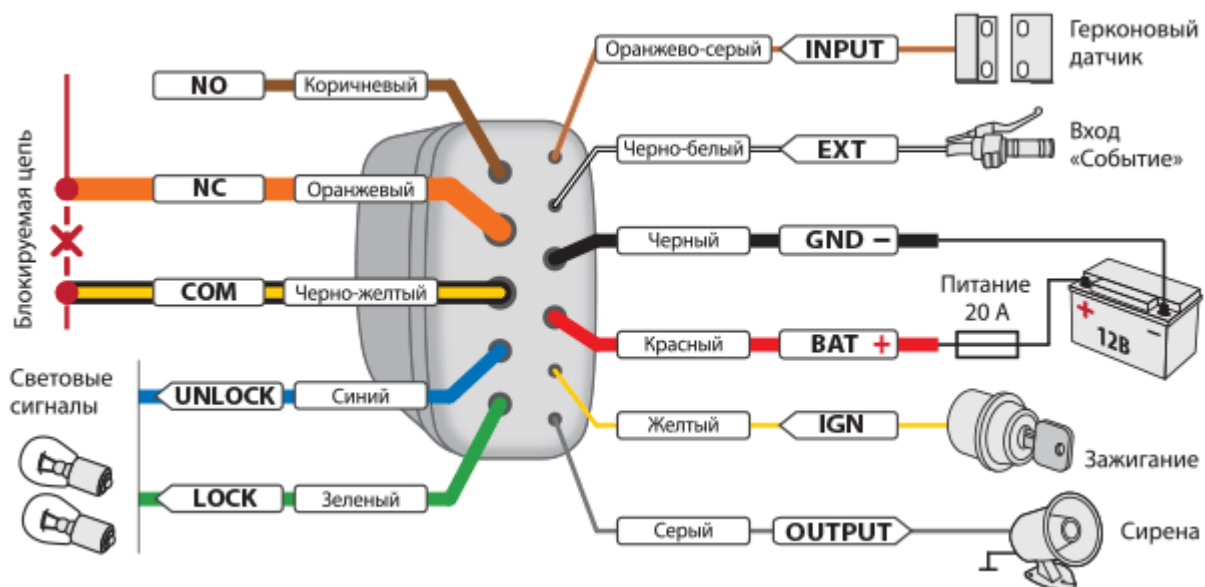 Оранжево-серый
INPUT
Герконовый
датчик
NO
Коричневый
Черно-белый
EXT
Вход
«Событие»
Блокируемая цепь
NC
Оранжевый
Черный
GND −
Питание
20 А
COM
Черно-желтый
Красный
BAT +
+
−
12В
Световые
сигналы
UNLOCK
Синий
Желтый
IGN
Зажигание
LOCK
Зеленый
Серый
OUTPUT
Сирена